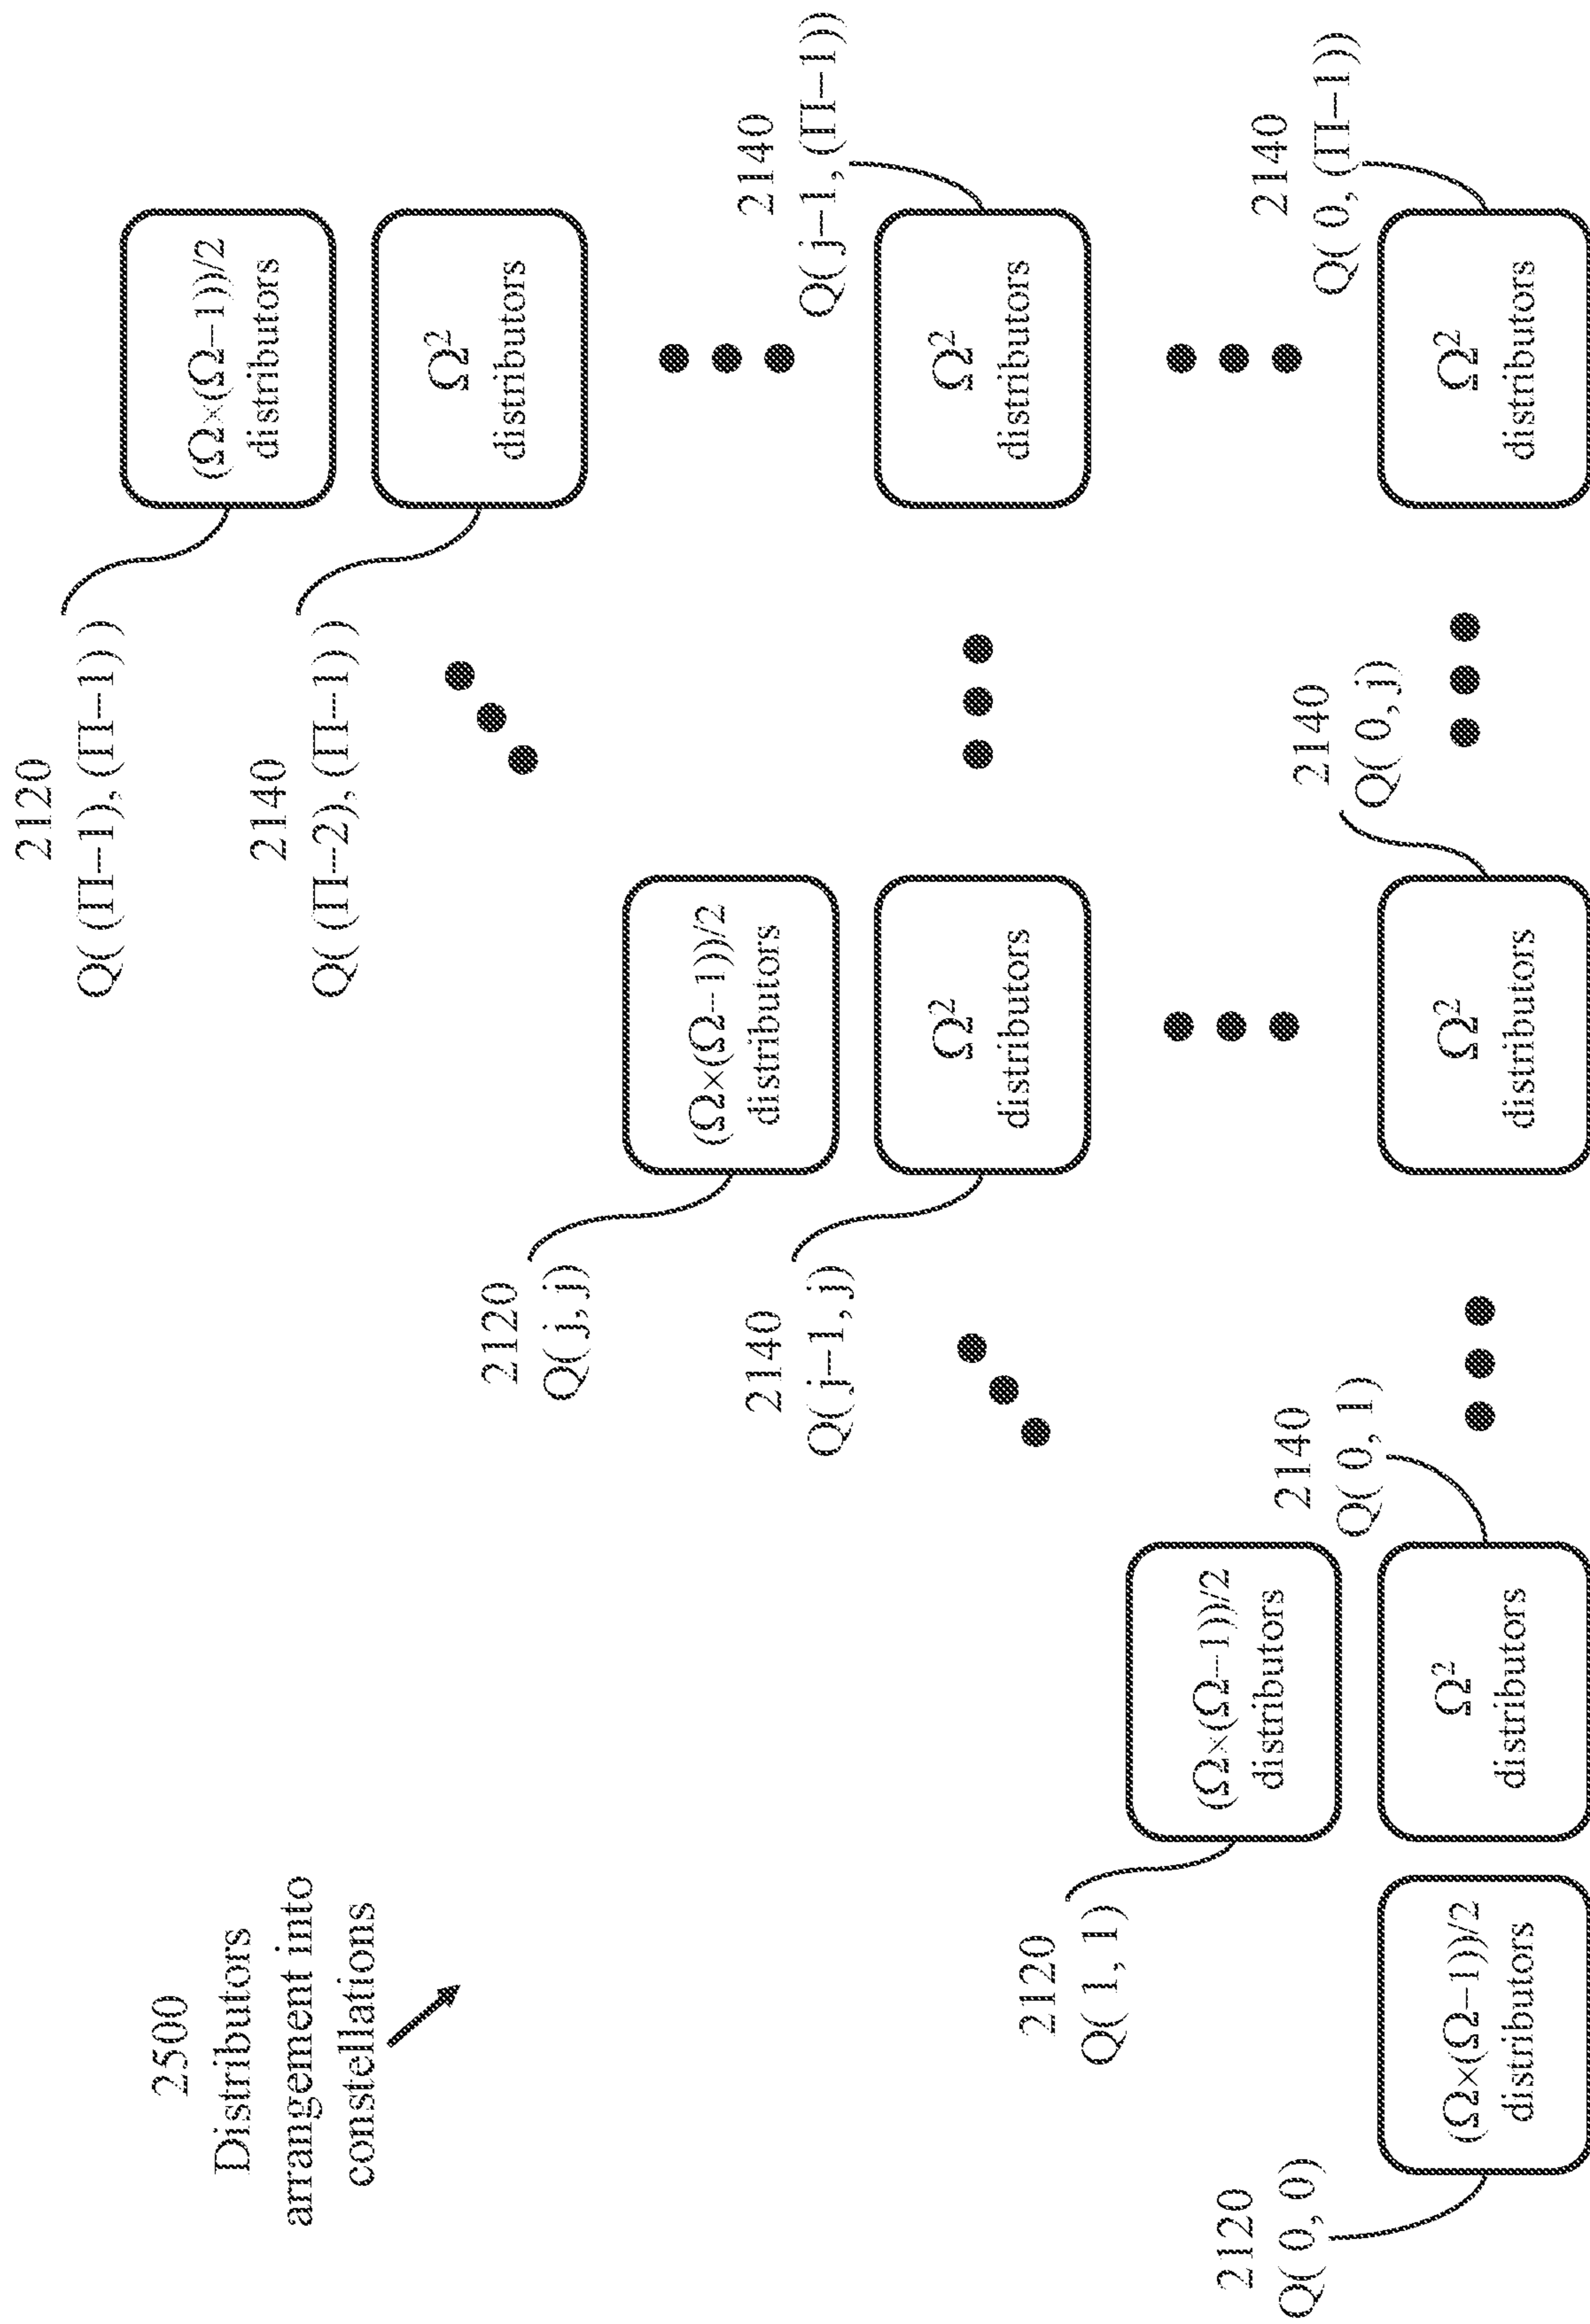 2500
Distributors
arrangement into
constellations
2120
Q( (Π−1), (Π−1) )
(Ω×(Ω−1))/2
distributors
2140
Q( (Π−2), (Π−1) )
Ω²
distributors
2120
Q( j, j)
(Ω×(Ω−1))/2
distributors
2140
Q( j−1, j)
Ω²
distributors
2140
Q( j−1, (Π−1))
Ω²
distributors
2120
Q( 1, 1)
(Ω×(Ω−1))/2
distributors
2120
Q( 0, 0)
(Ω×(Ω−1))/2
distributors
2140
Q( 0, 1)
Ω²
distributors
2140
Q( 0, j)
Ω²
distributors
2140
Q( 0, (Π−1))
Ω²
distributors